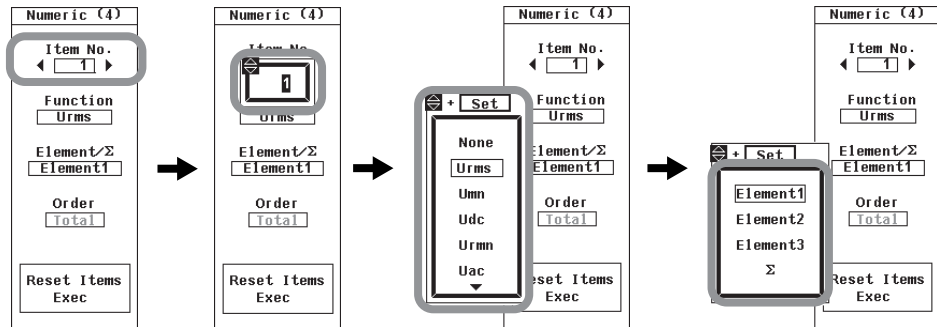 Numeric (4)
Item No.
1
Function
Urms
Element/Σ
Element1
Order
Total
Reset Items
Exec
Numeric (4)
Item No.
1
Urms
Element/Σ
Element1
Order
Total
Reset Items
Exec
Numeric (4)
Item No.
1
Function
Urms
Element/Σ
Element1
Order
Total
Reset Items
Exec
+ Set
None
Urms
Umn
Udc
Urmn
Uac
Numeric (4)
Item No.
1
Function
Urms
Element/Σ
Element1
Order
Total
Reset Items
Exec
+ Set
Element1
Element2
Element3
Σ